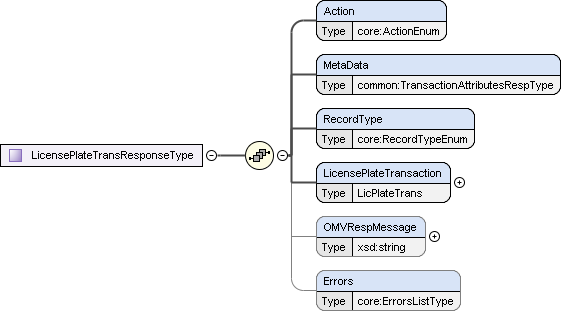 Action
Type core:ActionEnum
MetaData
Type common:TransactionAttributesRespType
RecordType
Type core:RecordTypeEnum
LicensePlateTransResponseType
LicensePlateTransaction
Type LicPlateTrans
OMVRespMessage
Type xsd:string
Errors
Type core:ErrorsListType